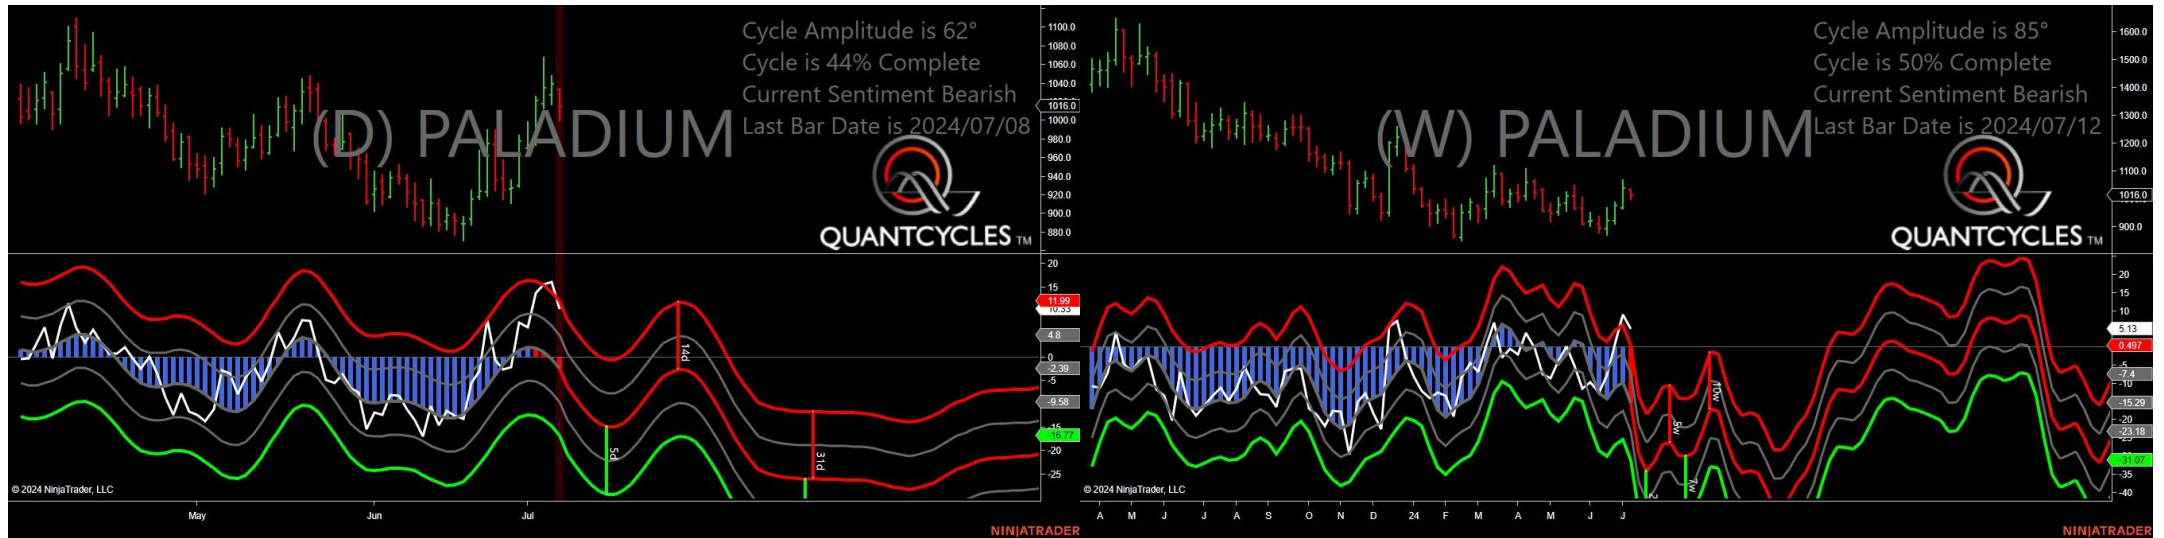 Cycle Amplitude is 62°
Cycle is 44% Complete
Current Sentiment Bearish
Last Bar Date is 2024/07/08
(D) PALADIUM
QUANTCYCLES TM
1100.0
1080.0
1060.0
1040.0
1016.0
1000.0
980.0
960.0
940.0
920.0
900.0
880.0
20
15
11.99
10.33
4.8
0
-2.39
-5
-9.58
-15
-16.77
-20
-25
5d
14d
31d
© 2024 NinjaTrader, LLC
May
Jun
Jul
NINJATRADER
Cycle Amplitude is 85°
Cycle is 50% Complete
Current Sentiment Bearish
Last Bar Date is 2024/07/12
(W) PALADIUM
QUANTCYCLES TM
1600.0
1500.0
1400.0
1300.0
1200.0
1100.0
1016.0
900.0
20
15
10
5.13
0.497
-5
-7.4
-10
-15.29
-20
-23.18
-31.07
-35
-40
2
5w
7w
10w
© 2024 NinjaTrader, LLC
A
M
J
J
A
S
O
N
D
24
F
M
A
M
J
J
NINJATRADER